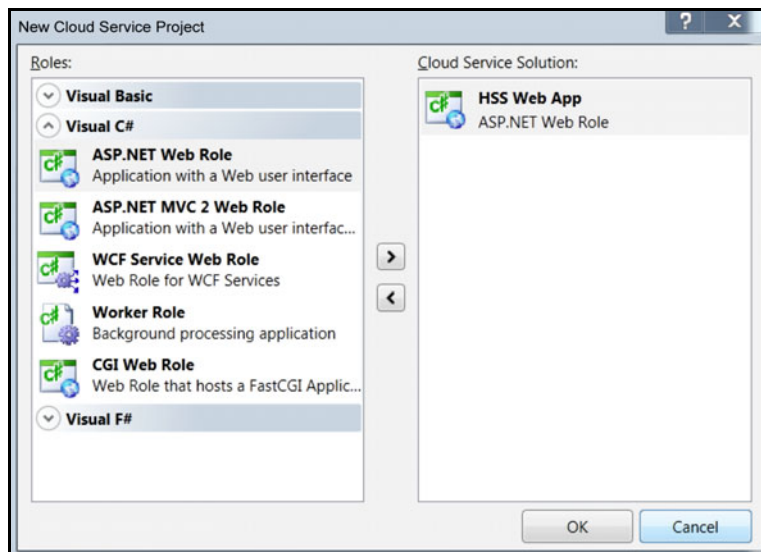 New Cloud Service Project
?
X
Roles:
Visual Basic
Visual C#
ASP.NET Web Role
Application with a Web user interface
ASP.NET MVC 2 Web Role
Application with a Web user interfac...
WCF Service Web Role
Web Role for WCF Services
Worker Role
Background processing application
CGI Web Role
Web Role that hosts a FastCGI Applic...
Visual F#
>
<
Cloud Service Solution:
HSS Web App
ASP.NET Web Role
OK
Cancel